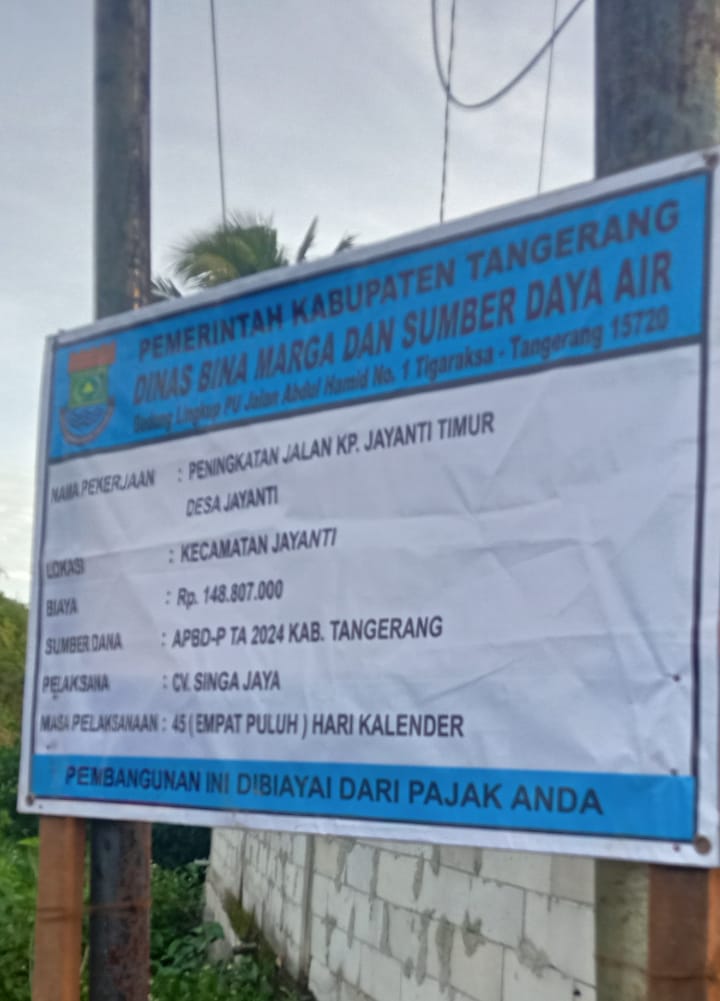 PEMERINTAH KABUPATEN TANGERANG
DINAS BINA MARGA DAN SUMBER DAYA AIR
Gedung Lingkup PU Jalan Abdul Hamid No. 1 Tigaraksa - Tangerang 15720
NAMA PEKERJAAN : PENINGKATAN JALAN KP. JAYANTI TIMUR
DESA JAYANTI
LOKASI : KECAMATAN JAYANTI
BIAYA : Rp. 148.807.000
SUMBER DANA : APBD-P TA 2024 KAB. TANGERANG
PELAKSANA : CV. SINGA JAYA
MASA PELAKSANAAN : 45 ( EMPAT PULUH ) HARI KALENDER
PEMBANGUNAN INI DIBIAYAI DARI PAJAK ANDA